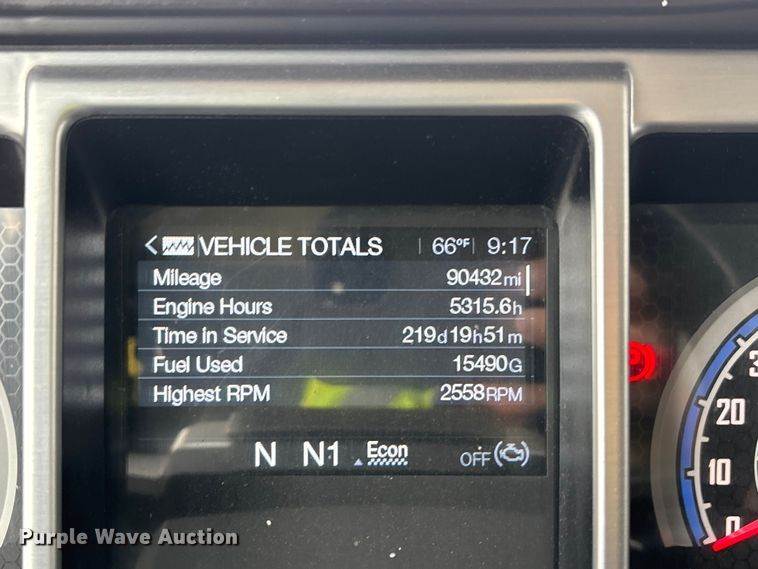 < VEHICLE TOTALS 66°F 9:17
Mileage 90432mi
Engine Hours 5315.6h
Time in Service 219d19h51m
Fuel Used 15490G
Highest RPM 2558RPM
N N1 Econ OFF
20
10
0
Purple Wave Auction